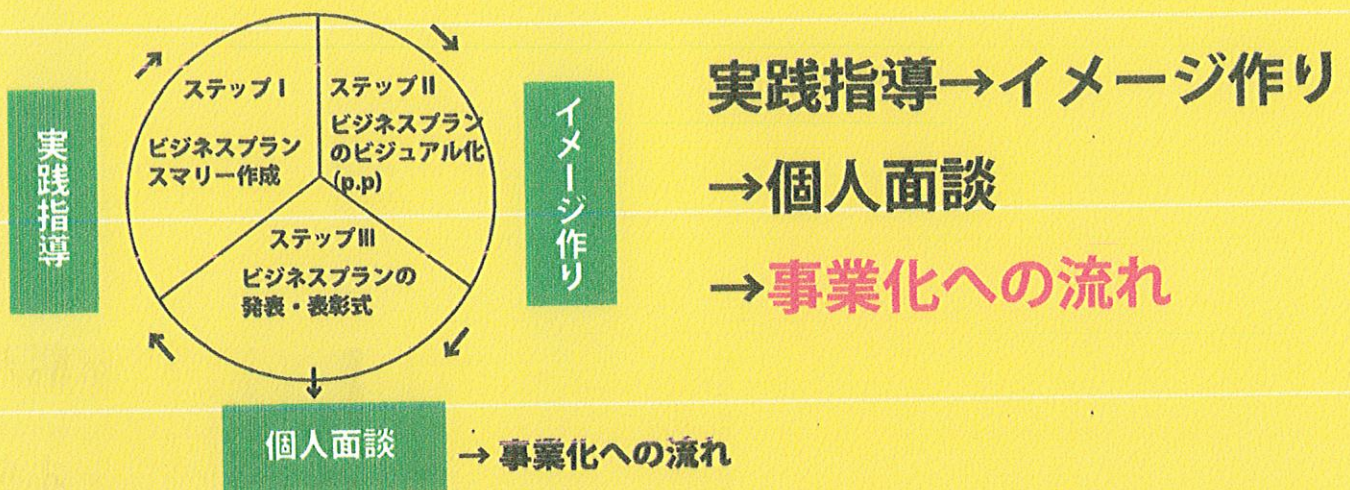 実践指導
ステップⅠ
ビジネスプラン
スマリー作成
ステップⅡ
ビジネスプラン
のビジュアル化
(p.p)
ステップⅢ
ビジネスプランの
発表・表彰式
イメージ作り
個人面談
→ 事業化への流れ
実践指導→イメージ作り
→個人面談
→事業化への流れ